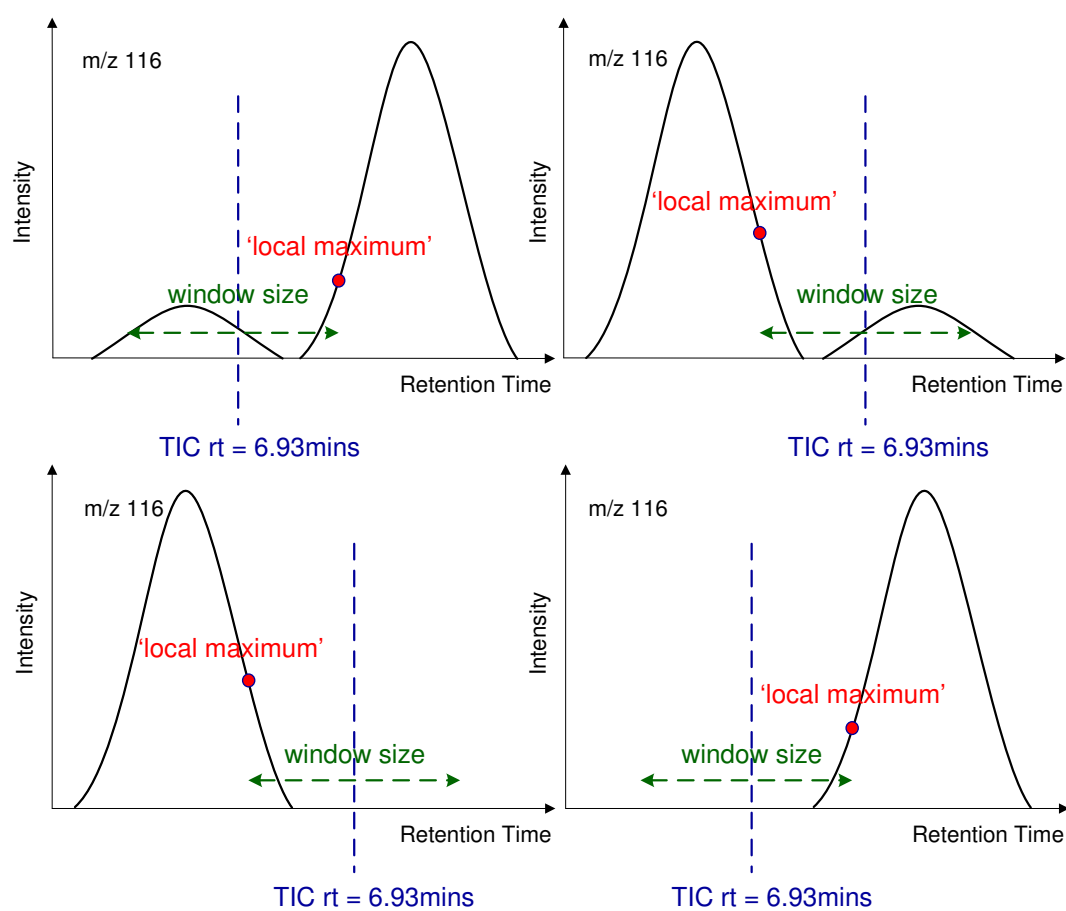 m/z 116
Intensity
‘local maximum’
window size
Retention Time
TIC rt = 6.93mins
m/z 116
Intensity
‘local maximum’
window size
Retention Time
TIC rt = 6.93mins
m/z 116
Intensity
‘local maximum’
window size
Retention Time
TIC rt = 6.93mins
m/z 116
Intensity
‘local maximum’
window size
Retention Time
TIC rt = 6.93mins